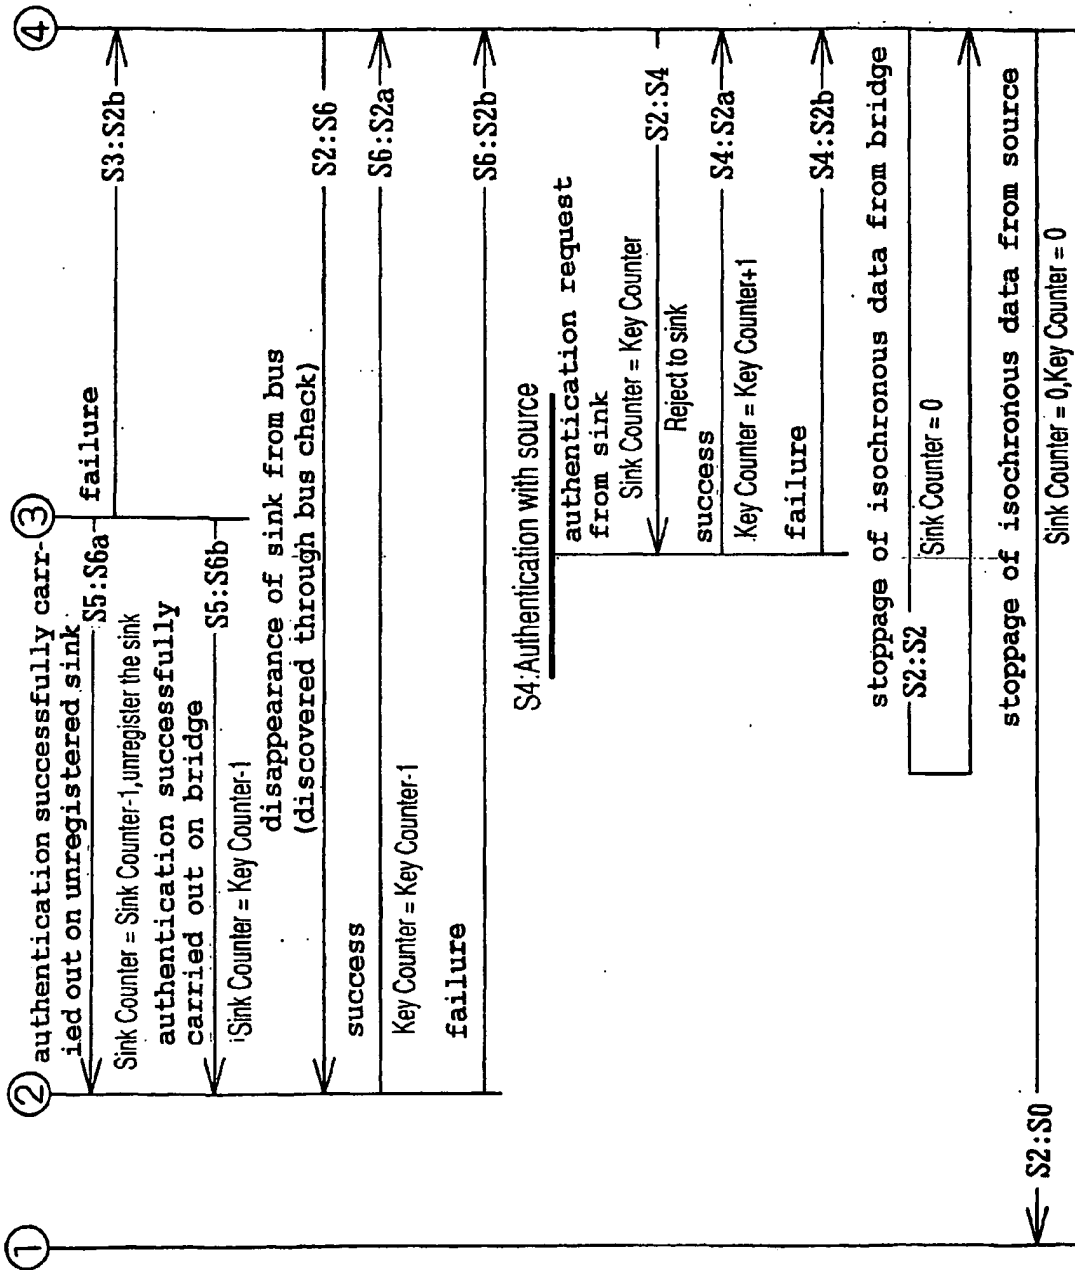 ①
②
③
④
authentication successfully carr-
ied out on unregistered sink
S5:S6a
Sink Counter = Sink Counter-1,unregister the sink
authentication successfully
carried out on bridge
S5:S6b
Sink Counter = Key Counter-1
failure
S3:S2b
disappearance of sink from bus
(discovered through bus check)
S2:S6
success
S6:S2a
Key Counter = Key Counter-1
failure
S6:S2b
S4:Authentication with source
authentication request
from sink
Sink Counter = Key Counter
S2:S4
Reject to sink
success
S4:S2a
Key Counter = Key Counter+1
failure
S4:S2b
stoppage of isochronous data from bridge
S2:S2
Sink Counter = 0
stoppage of isochronous data from source
S2:S0
Sink Counter = 0,Key Counter = 0